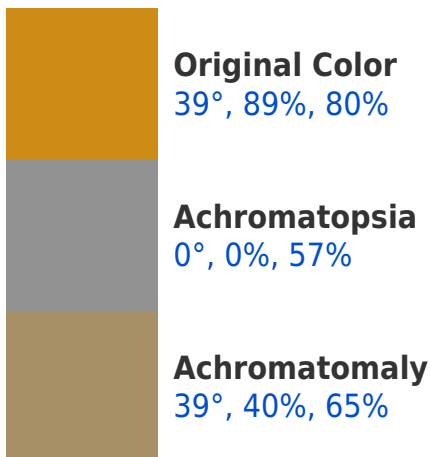 Original Color
39°, 89%, 80%
Achromatopsia
0°, 0%, 57%
Achromatomaly
39°, 40%, 65%